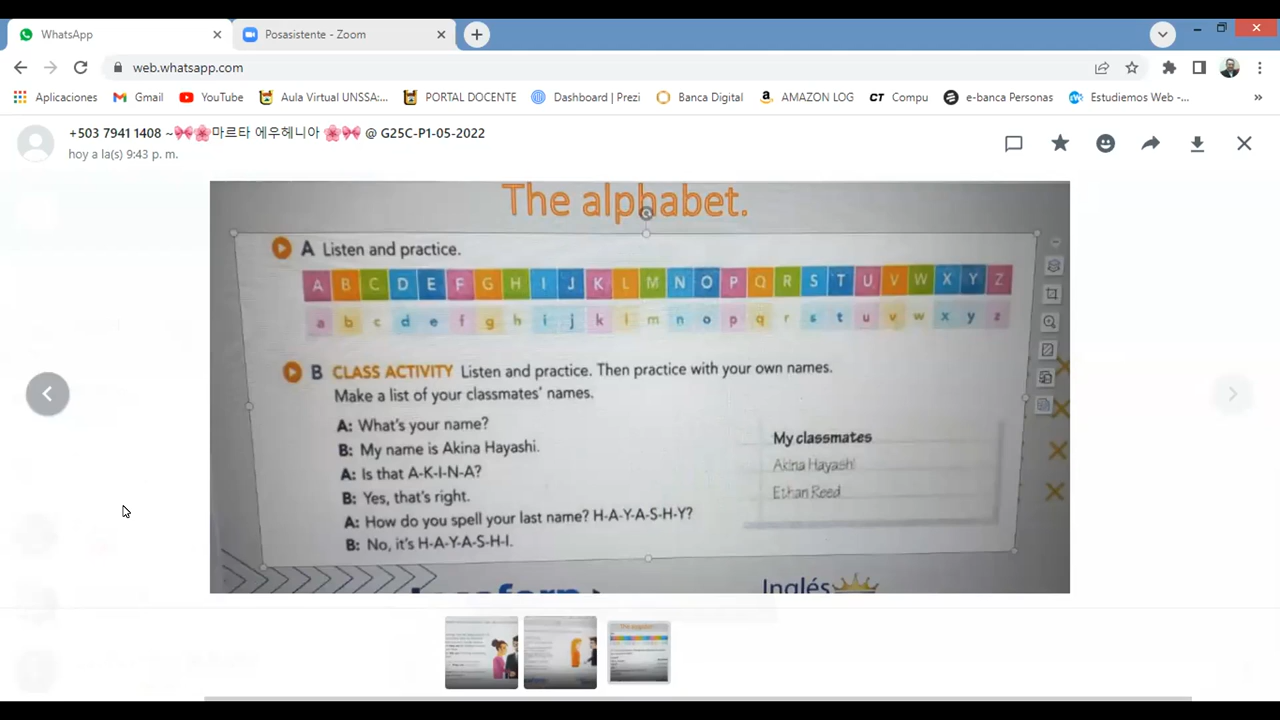 WhatsApp
Posasistente - Zoom
web.whatsapp.com
Aplicaciones
Gmail
YouTube
Aula Virtual UNSSA:...
PORTAL DOCENTE
Dashboard | Prezi
Banca Digital
AMAZON LOG
CT Compu
e-banca Personas
Estudiemos Web -...
»
+503 7941 1408 ~🎀🌸마르타 에우헤니아 🌸🎀 @ G25C-P1-05-2022
hoy a la(s) 9:43 p. m.
The alphabet.
A Listen and practice.
A B C D E F G H I J K L M N O P Q R S T U V W X Y Z
a b c d e f g h i j k l m n o p q r s t u v w x y z
B CLASS ACTIVITY Listen and practice. Then practice with your own names.
Make a list of your classmates' names.
A: What's your name?
B: My name is Akina Hayashi.
A: Is that A-K-I-N-A?
B: Yes, that's right.
A: How do you spell your last name? H-A-Y-A-S-H-Y?
B: No, it's H-A-Y-A-S-H-I.
My classmates
Akina Hayashi
Ethan Reed
Inglés